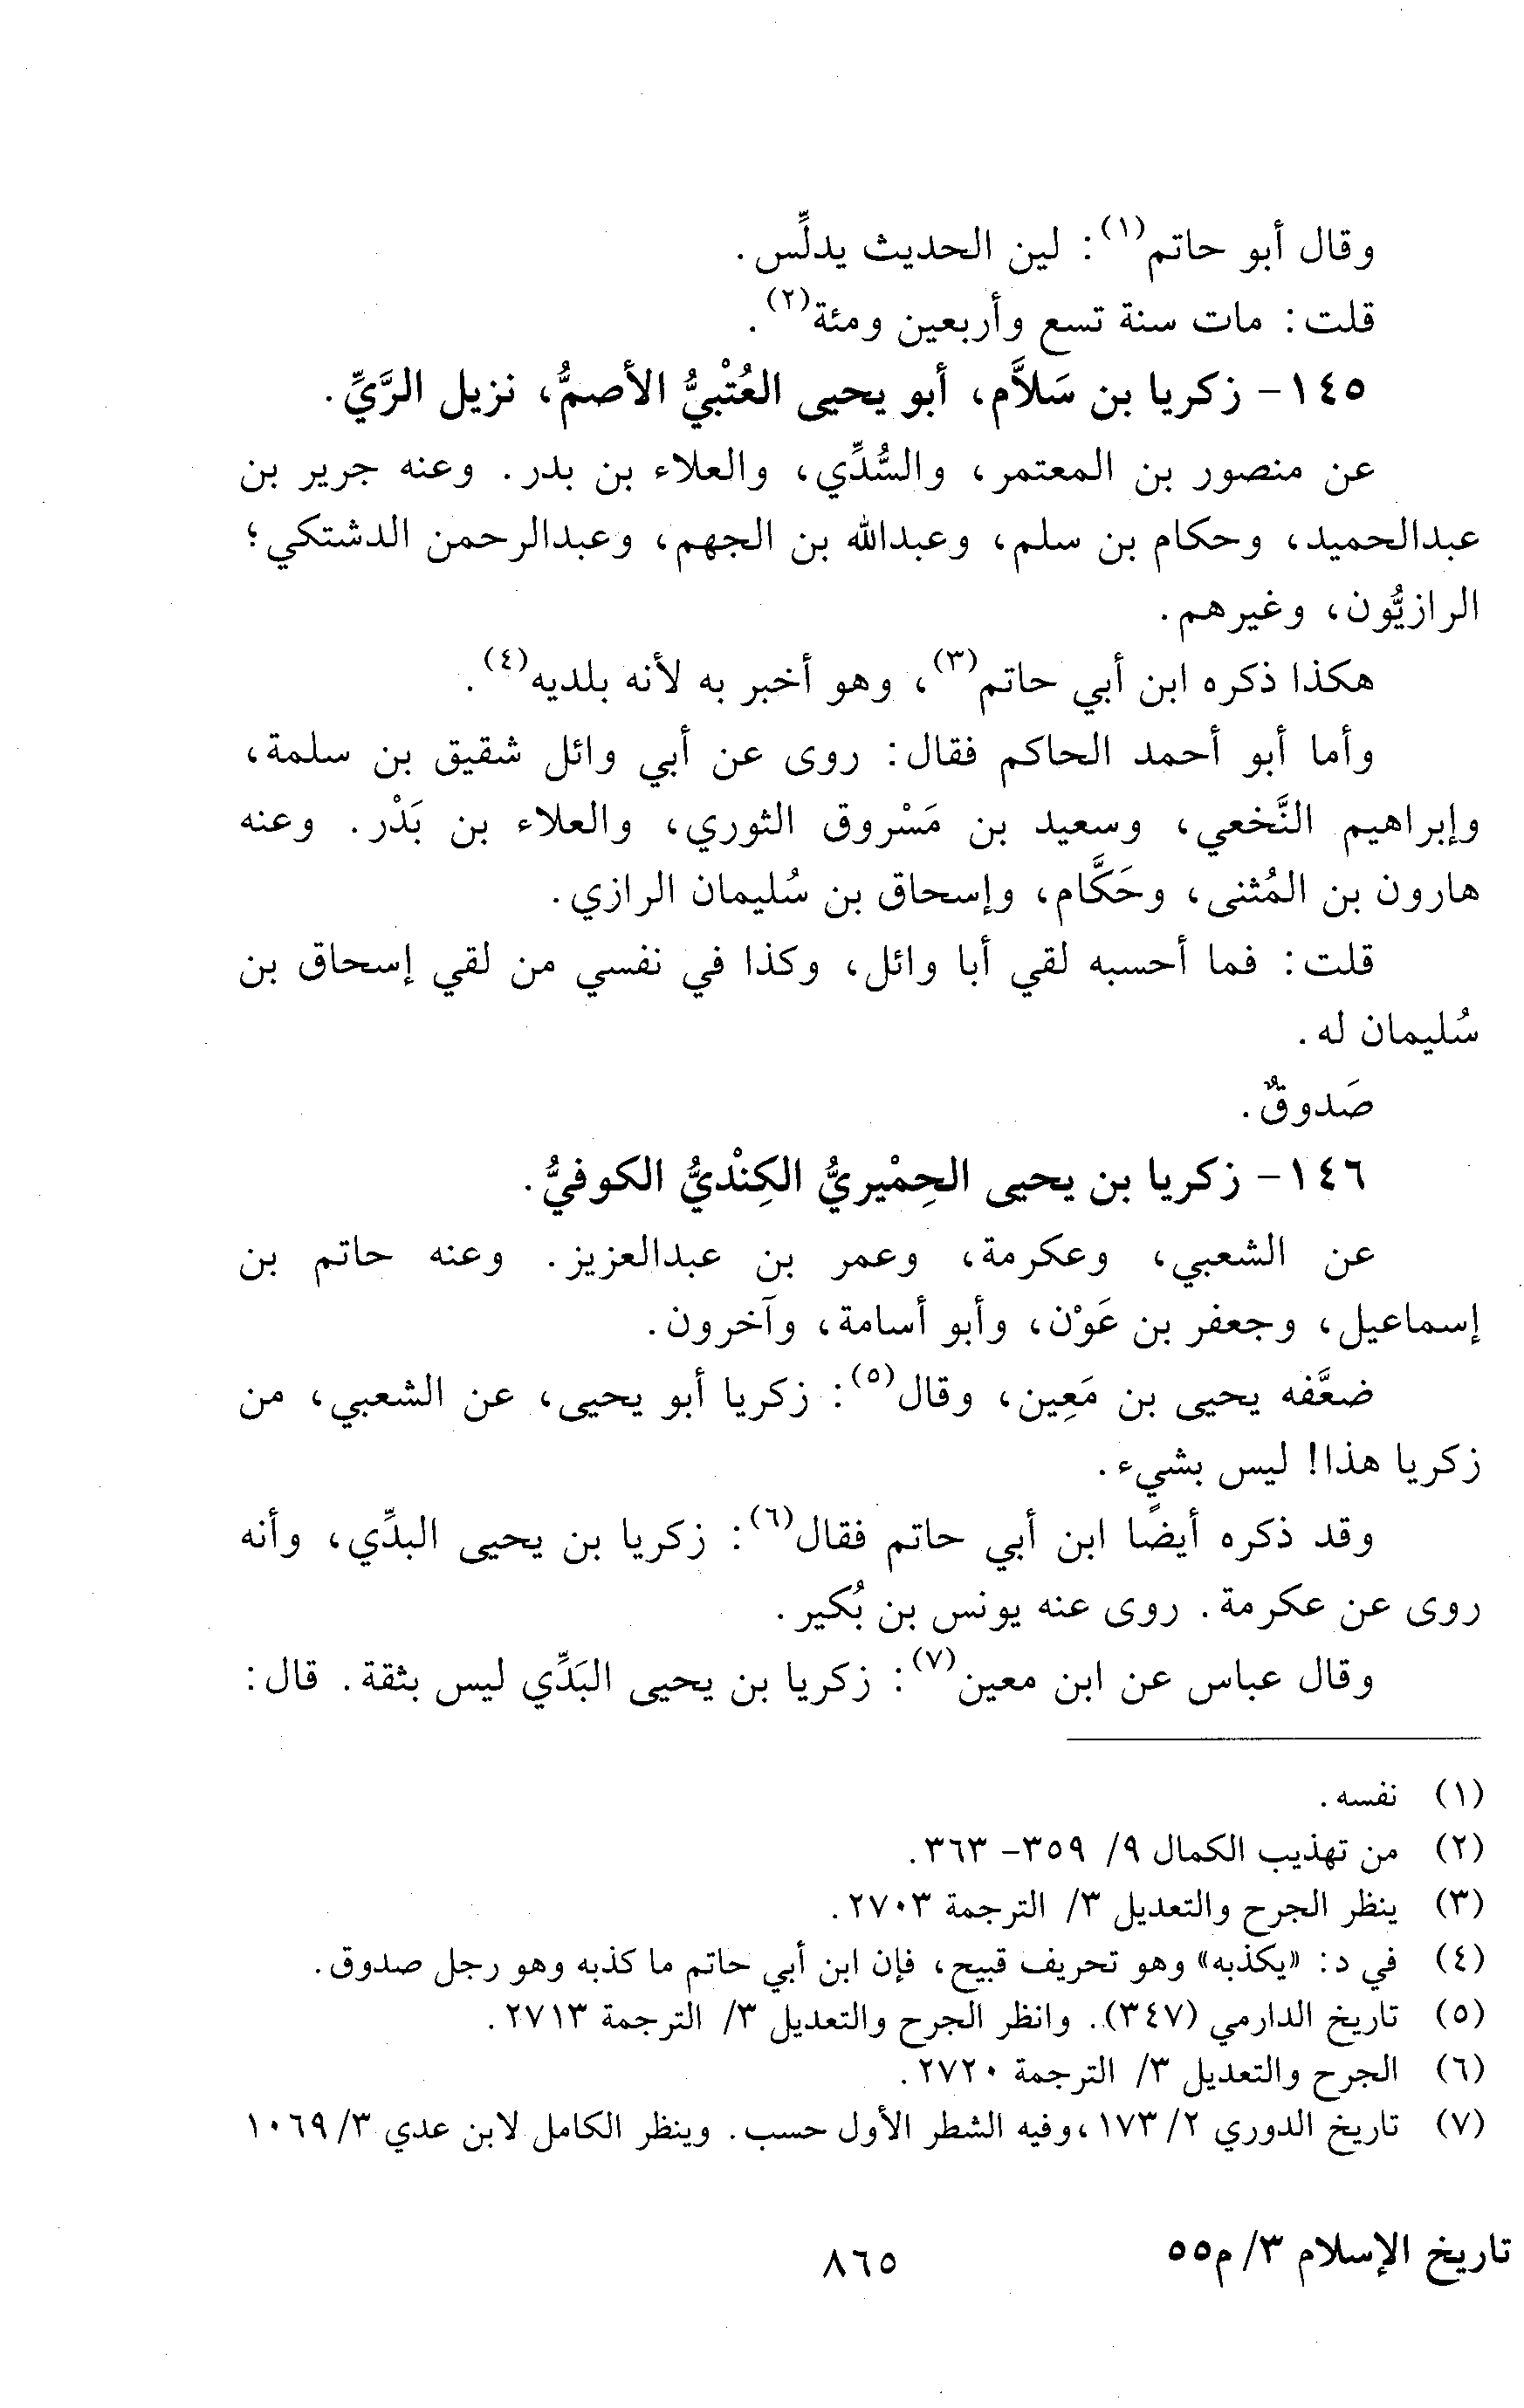 وقال أبو حاتم(١): لين الحديث يدلِّس.
قلت: مات سنة تسع وأربعين ومئة(٢).
١٤٥- زكريا بن سَلاَّم، أبو يحيى العُتْبيُّ الأصمُّ، نزيل الرَّيِّ.
عن منصور بن المعتمر، والسُّدِّي، والعلاء بن بدر. وعنه جرير بن
عبدالحميد، وحكام بن سلم، وعبدالله بن الجهم، وعبدالرحمن الدشتكي؛
الرازيُّون، وغيرهم.
هكذا ذكره ابن أبي حاتم(٣)، وهو أخبر به لأنه بلديه(٤).
وأما أبو أحمد الحاكم فقال: روى عن أبي وائل شقيق بن سلمة،
وإبراهيم النَّخعي، وسعيد بن مَسْروق الثوري، والعلاء بن بَدْر. وعنه
هارون بن المُثنى، وحَكَّام، وإسحاق بن سُليمان الرازي.
قلت: فما أحسبه لقي أبا وائل، وكذا في نفسي من لقي إسحاق بن
سُليمان له.
صَدوقٌ.
١٤٦- زكريا بن يحيى الحِمْيريُّ الكِنْديُّ الكوفيُّ.
عن الشعبي، وعكرمة، وعمر بن عبدالعزيز. وعنه حاتم بن
إسماعيل، وجعفر بن عَوْن، وأبو أسامة، وآخرون.
ضعَّفه يحيى بن مَعِين، وقال(٥): زكريا أبو يحيى، عن الشعبي، من
زكريا هذا! ليس بشيء.
وقد ذكره أيضًا ابن أبي حاتم فقال(٦): زكريا بن يحيى البدِّي، وأنه
روى عن عكرمة. روى عنه يونس بن بُكير.
وقال عباس عن ابن معين(٧): زكريا بن يحيى البَدِّي ليس بثقة. قال:
(١) نفسه.
(٢) من تهذيب الكمال ٩/ ٣٥٩- ٣٦٣.
(٣) ينظر الجرح والتعديل ٣/ الترجمة ٢٧٠٣.
(٤) في د: «يكذبه» وهو تحريف قبيح، فإن ابن أبي حاتم ما كذبه وهو رجل صدوق.
(٥) تاريخ الدارمي (٣٤٧). وانظر الجرح والتعديل ٣/ الترجمة ٢٧١٣.
(٦) الجرح والتعديل ٣/ الترجمة ٢٧٢٠.
(٧) تاريخ الدوري ٢/ ١٧٣، وفيه الشطر الأول حسب. وينظر الكامل لابن عدي ٣/ ١٠٦٩
تاريخ الإسلام ٣/ م٥٥
٨٦٥